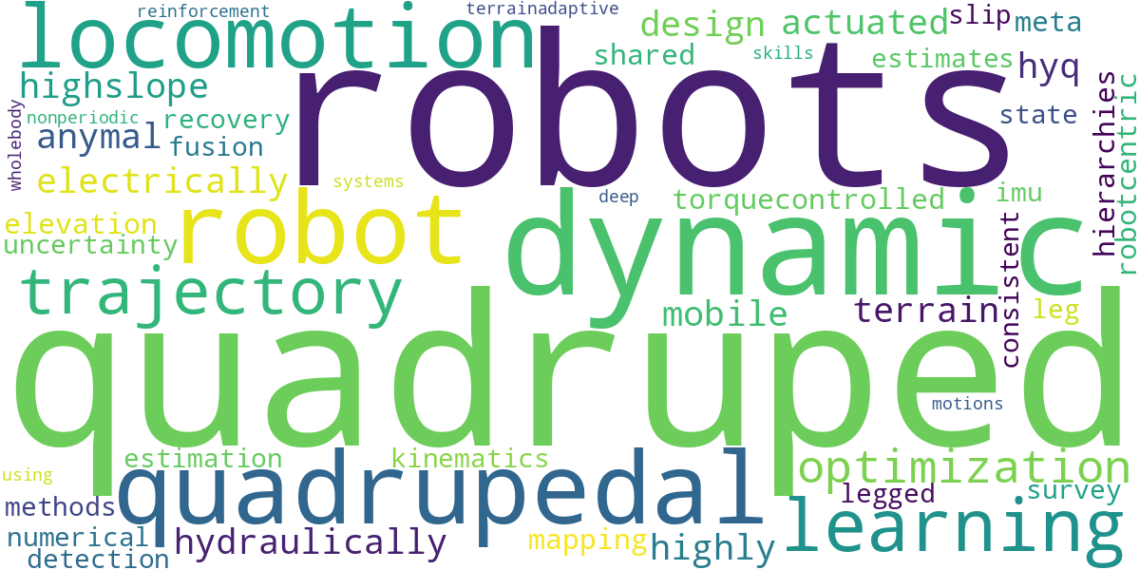 reinforcement
terrainadaptive
locomotion
design
actuated
slip
meta
shared
skills
estimates
hyq
highslope
robots
nonperiodic
recovery
state
wholebody
anymal
fusion
hierarchies
robotcentric
electrically
systems
deep
torquecontrolled
imu
elevation
robot
dynamic
uncertainty
consistent
trajectory
mobile
terrain
leg
quadruped
motions
estimation
kinematics
optimization
using
quadrupedal
methods
legged
survey
learning
numerical
hydraulically
mapping
highly
detection